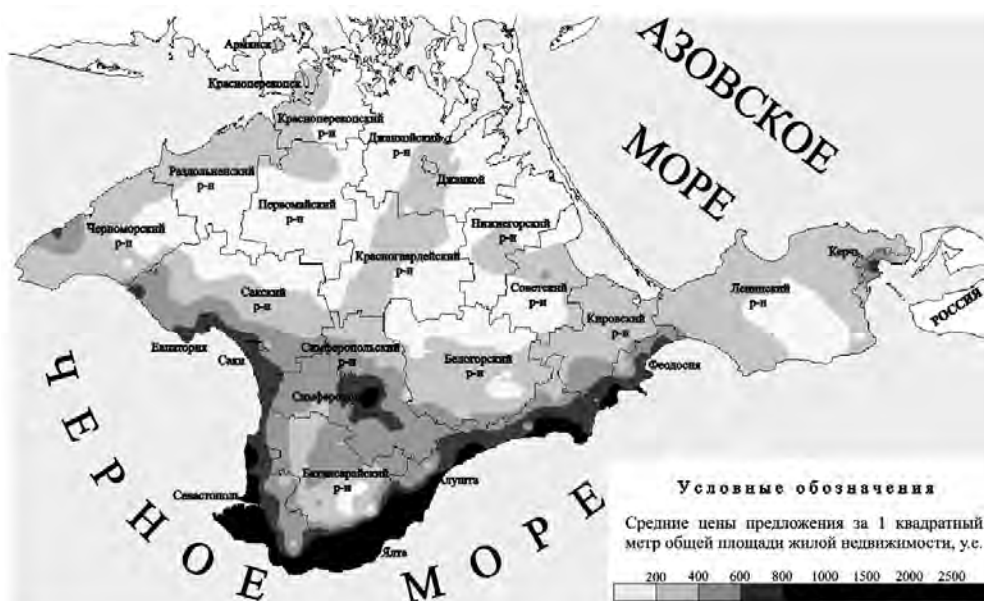 АЗОВСКОЕ
МОРЕ
Армянск
Красноперекопск
Красноперекопский
р-н
Джанкойский
р-н
Джанкой
Раздольненский
р-н
Первомайский
р-н
Нижнегорский
р-н
Черноморский
р-н
Красногвардейский
р-н
Советский
р-н
Кировский
р-н
Ленинский
р-н
Керчь
РОССИЯ
Сакский
р-н
Евпатория
Саки
Симферопольский
р-н
Симферополь
Белогорский
р-н
Феодосия
Бахчисарайский
р-н
Севастополь
Алушта
Ялта
ЧЕРНОЕ МОРЕ
Условные обозначения
Средние цены предложения за 1 квадратный
метр общей площади жилой недвижимости, у.е.
200 400 600 800 1000 1500 2000 2500